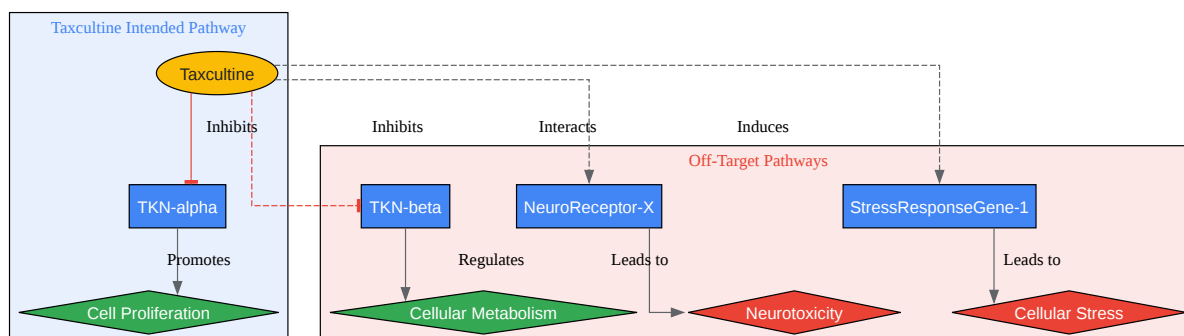 Taxcultine Intended Pathway
Taxcultine
Inhibits
Inhibits
Interacts
Induces
Off-Target Pathways
TKN-alpha
TKN-beta
NeuroReceptor-X
StressResponseGene-1
Promotes
Regulates
Leads to
Leads to
Cell Proliferation
Cellular Metabolism
Neurotoxicity
Cellular Stress